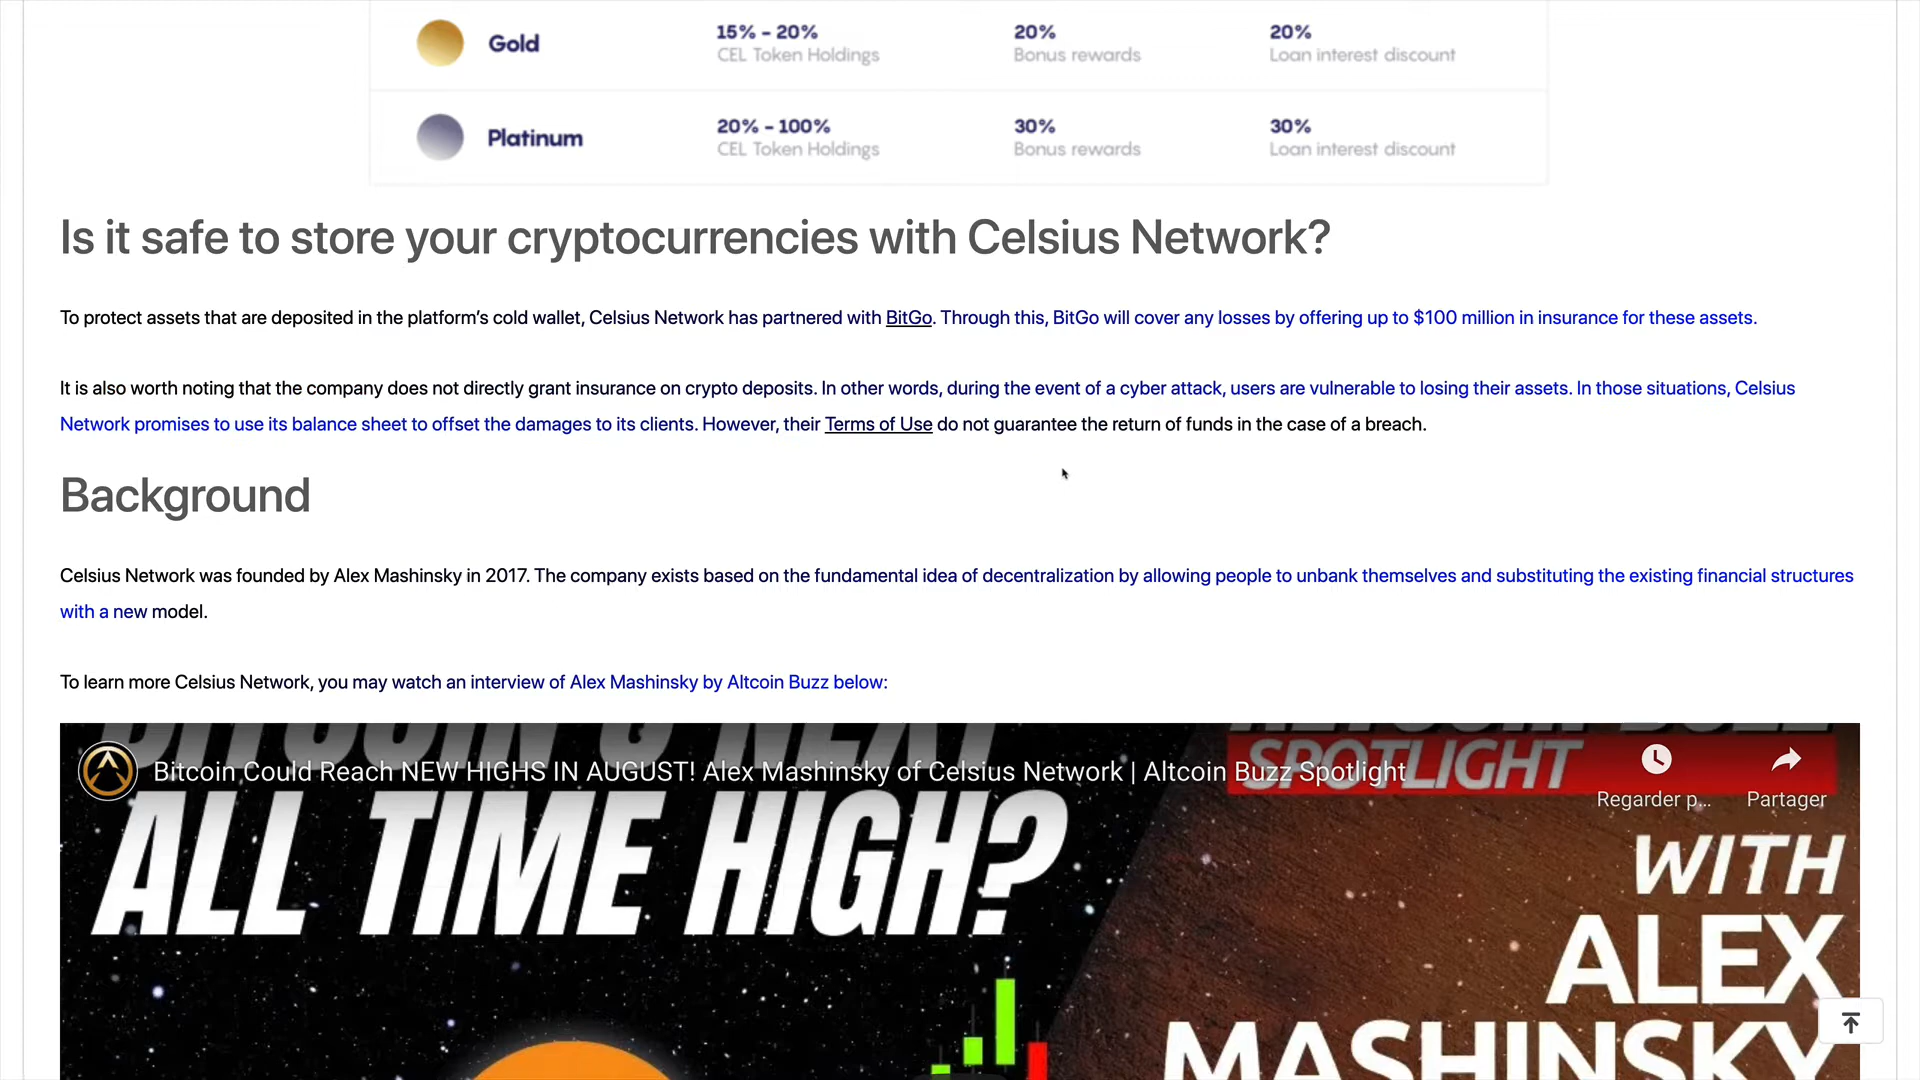 Gold 15% - 20% 20% 20%
CEL Token Holdings Bonus rewards Loan interest discount
Platinum 20% - 100% 30% 30%
CEL Token Holdings Bonus rewards Loan interest discount
Is it safe to store your cryptocurrencies with Celsius Network?
To protect assets that are deposited in the platform’s cold wallet, Celsius Network has partnered with BitGo. Through this, BitGo will cover any losses by offering up to $100 million in insurance for these assets.
It is also worth noting that the company does not directly grant insurance on crypto deposits. In other words, during the event of a cyber attack, users are vulnerable to losing their assets. In those situations, Celsius
Network promises to use its balance sheet to offset the damages to its clients. However, their Terms of Use do not guarantee the return of funds in the case of a breach.
Background
Celsius Network was founded by Alex Mashinsky in 2017. The company exists based on the fundamental idea of decentralization by allowing people to unbank themselves and substituting the existing financial structures
with a new model.
To learn more Celsius Network, you may watch an interview of Alex Mashinsky by Altcoin Buzz below:
Bitcoin Could Reach NEW HIGHS IN AUGUST! Alex Mashinsky of Celsius Network | Altcoin Buzz Spotlight
SPOTLIGHT
Regarder p... Partager
ALL TIME HIGH?
WITH
ALEX
MASHINSKY